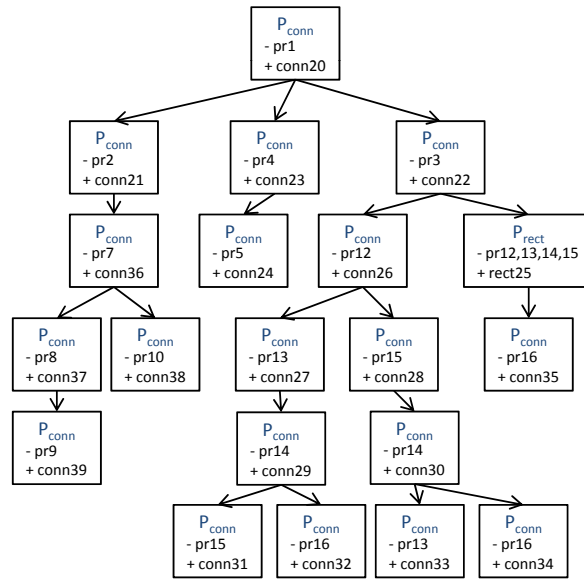 P_conn
- pr1
+ conn20
P_conn
- pr2
+ conn21
P_conn
- pr4
+ conn23
P_conn
- pr3
+ conn22
P_conn
- pr7
+ conn36
P_conn
- pr5
+ conn24
P_conn
- pr12
+ conn26
P_rect
- pr12,13,14,15
+ rect25
P_conn
- pr8
+ conn37
P_conn
- pr10
+ conn38
P_conn
- pr13
+ conn27
P_conn
- pr15
+ conn28
P_conn
- pr16
+ conn35
P_conn
- pr9
+ conn39
P_conn
- pr14
+ conn29
P_conn
- pr14
+ conn30
P_conn
- pr15
+ conn31
P_conn
- pr16
+ conn32
P_conn
- pr13
+ conn33
P_conn
- pr16
+ conn34